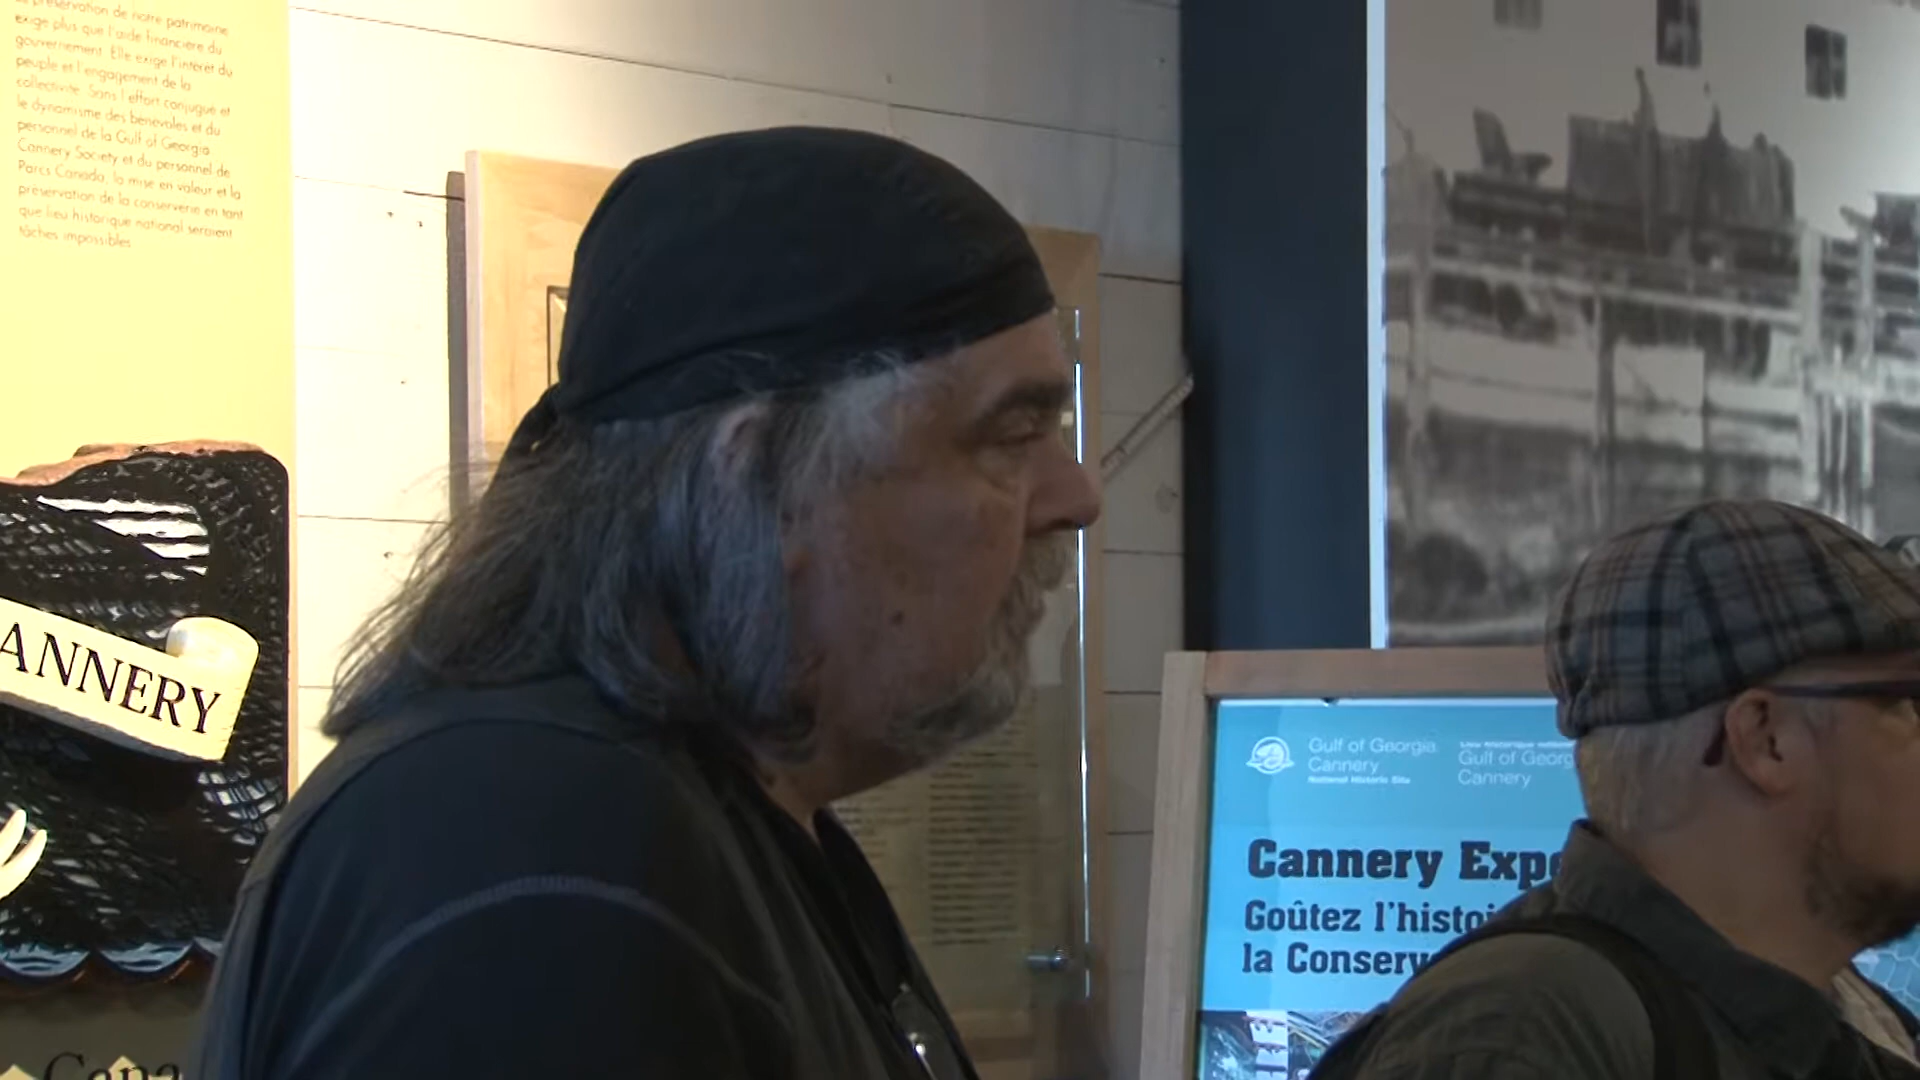 préservation de notre patrimoine
exige plus que l'aide financière du
gouvernement. Elle exige l'intérêt du
peuple et l'engagement de la
collectivité. Sans l'effort conjugué et
le dynamisme des bénévoles et du
personnel de la Gulf of Georgia
Cannery Society et du personnel de
Parcs Canada, la mise en valeur et la
préservation de la conserverie en tant
que lieu historique national seraient
tâches impossibles
ANNERY
Cana
Gulf of Georgia
Cannery
National Historic Site
Lieu historique national
Gulf of Georg
Cannery
Cannery Expe
Goûtez l'histoi
la Conserv